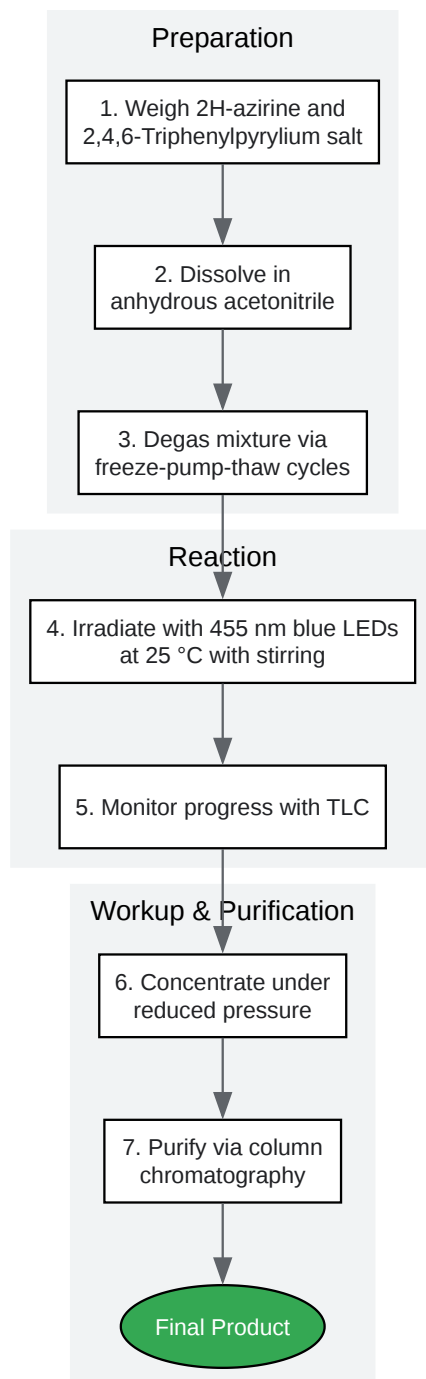 Preparation
1. Weigh 2H-azirine and
2,4,6-Triphenylpyrylium salt
2. Dissolve in
anhydrous acetonitrile
3. Degas mixture via
freeze-pump-thaw cycles
Reaction
4. Irradiate with 455 nm blue LEDs
at 25 °C with stirring
5. Monitor progress with TLC
Workup & Purification
6. Concentrate under
reduced pressure
7. Purify via column
chromatography
Final Product